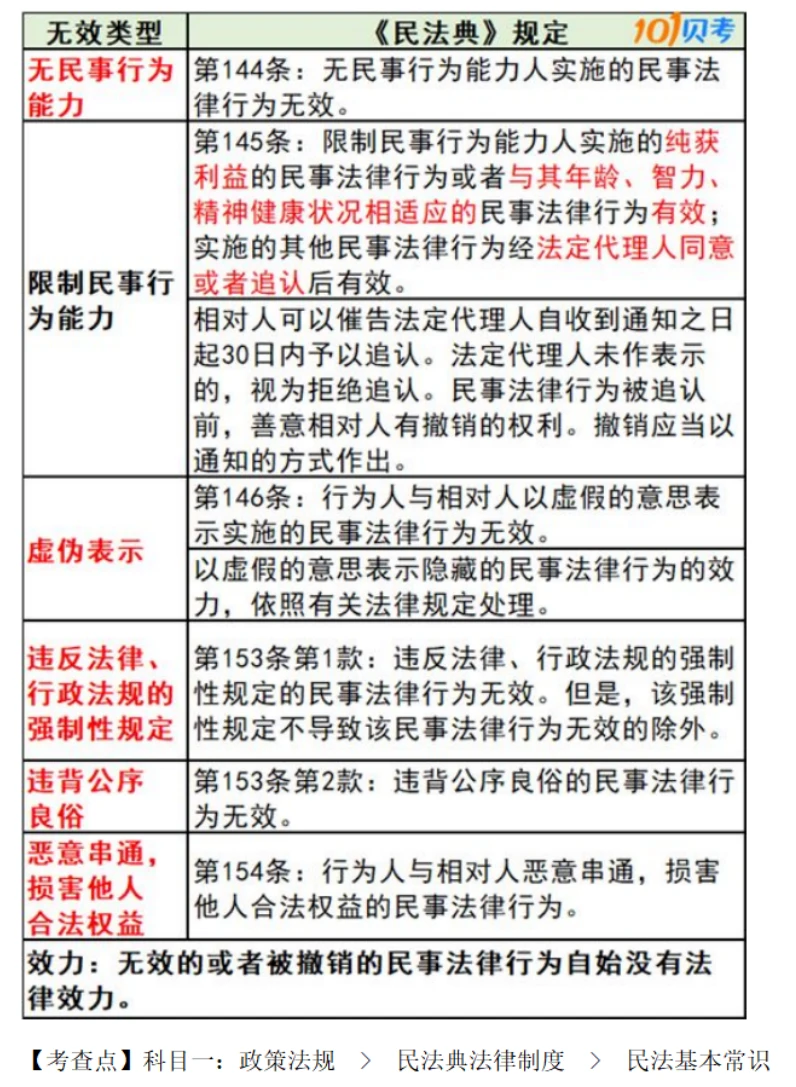 无效类型 《民法典》规定 101贝考
无民事行为
能力
第144条：无民事行为能力人实施的民事法
律行为无效。
限制民事行
为能力
第145条：限制民事行为能力人实施的纯获
利益的民事法律行为或者与其年龄、智力、
精神健康状况相适应的民事法律行为有效；
实施的其他民事法律行为经法定代理人同意
或者追认后有效。
相对人可以催告法定代理人自收到通知之日
起30日内予以追认。法定代理人未作表示
的，视为拒绝追认。民事法律行为被追认
前，善意相对人有撤销的权利。撤销应当以
通知的方式作出。
虚伪表示
第146条：行为人与相对人以虚假的意思表
示实施的民事法律行为无效。
以虚假的意思表示隐藏的民事法律行为的效
力，依照有关法律规定处理。
违反法律、
行政法规的
强制性规定
第153条第1款：违反法律、行政法规的强制
性规定的民事法律行为无效。但是，该强制
性规定不导致该民事法律行为无效的除外。
违背公序
良俗
第153条第2款：违背公序良俗的民事法律行
为无效。
恶意串通，
损害他人
合法权益
第154条：行为人与相对人恶意串通，损害
他人合法权益的民事法律行为。
效力：无效的或者被撤销的民事法律行为自始没有法
律效力。
【考查点】科目一：政策法规 > 民法典法律制度 > 民法基本常识